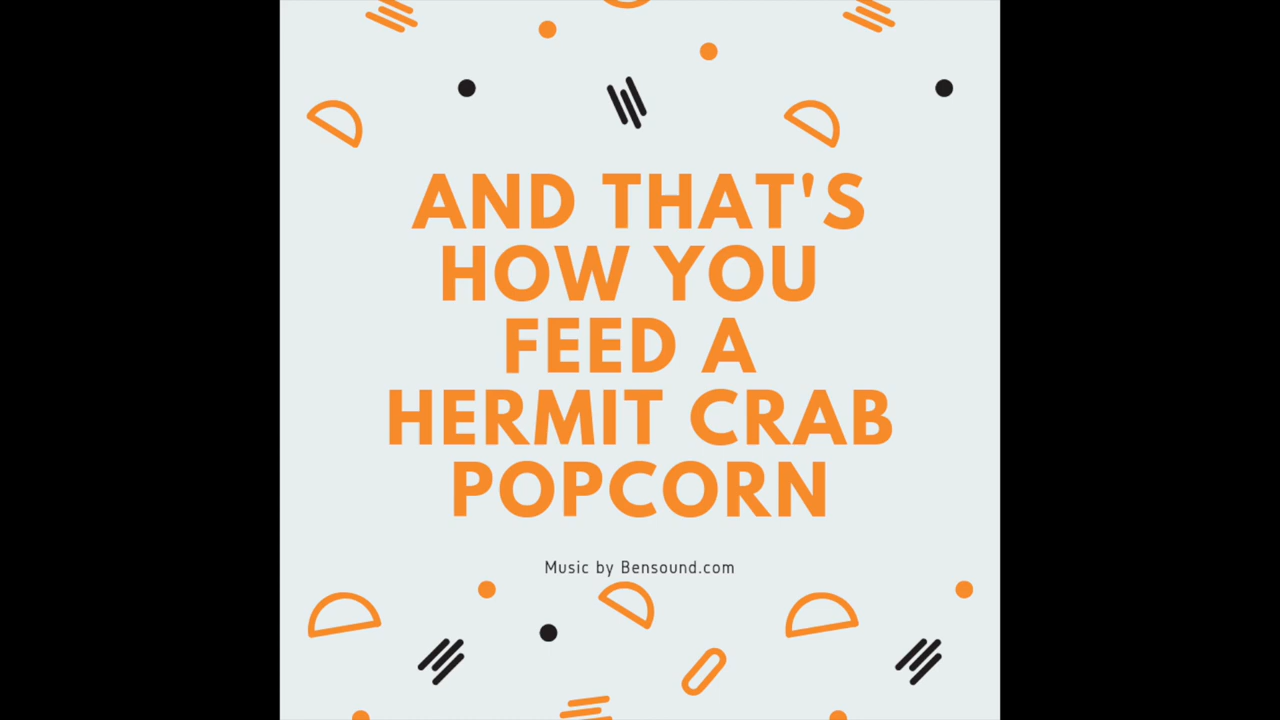 AND THAT'S
HOW YOU
FEED A
HERMIT CRAB
POPCORN
Music by Bensound.com